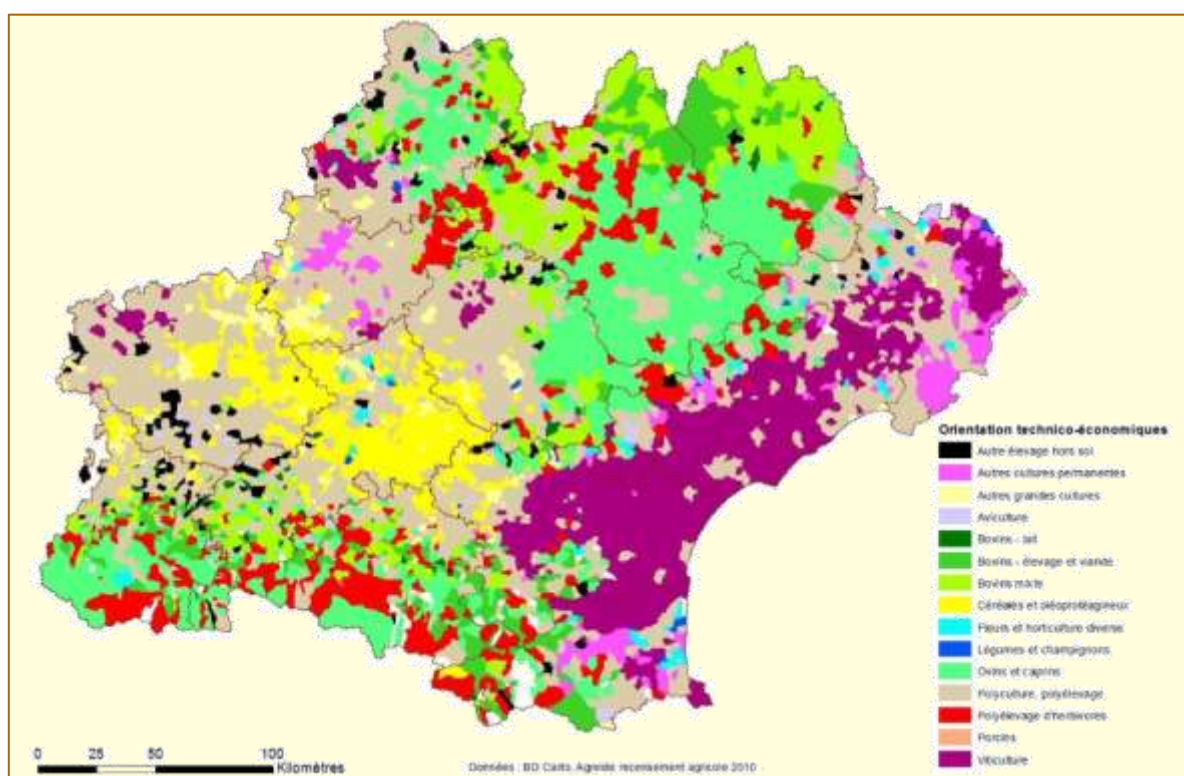 Orientation technico-économiques
Autre élevage hors sol
Autres cultures permanentes
Autres grandes cultures
Aviculture
Bovins - lait
Bovins - élevage et viande
Bovins mixte
Céréales et oléoprotéagineux
Fleurs et horticulture diverse
Légumes et champignons
Ovins et caprins
Polyculture, polyélevage
Polyélevage d'herbivores
Porcins
Viticulture
0 25 50 100
Kilomètres
Données : BD Carto, Agreste recensement agricole 2010